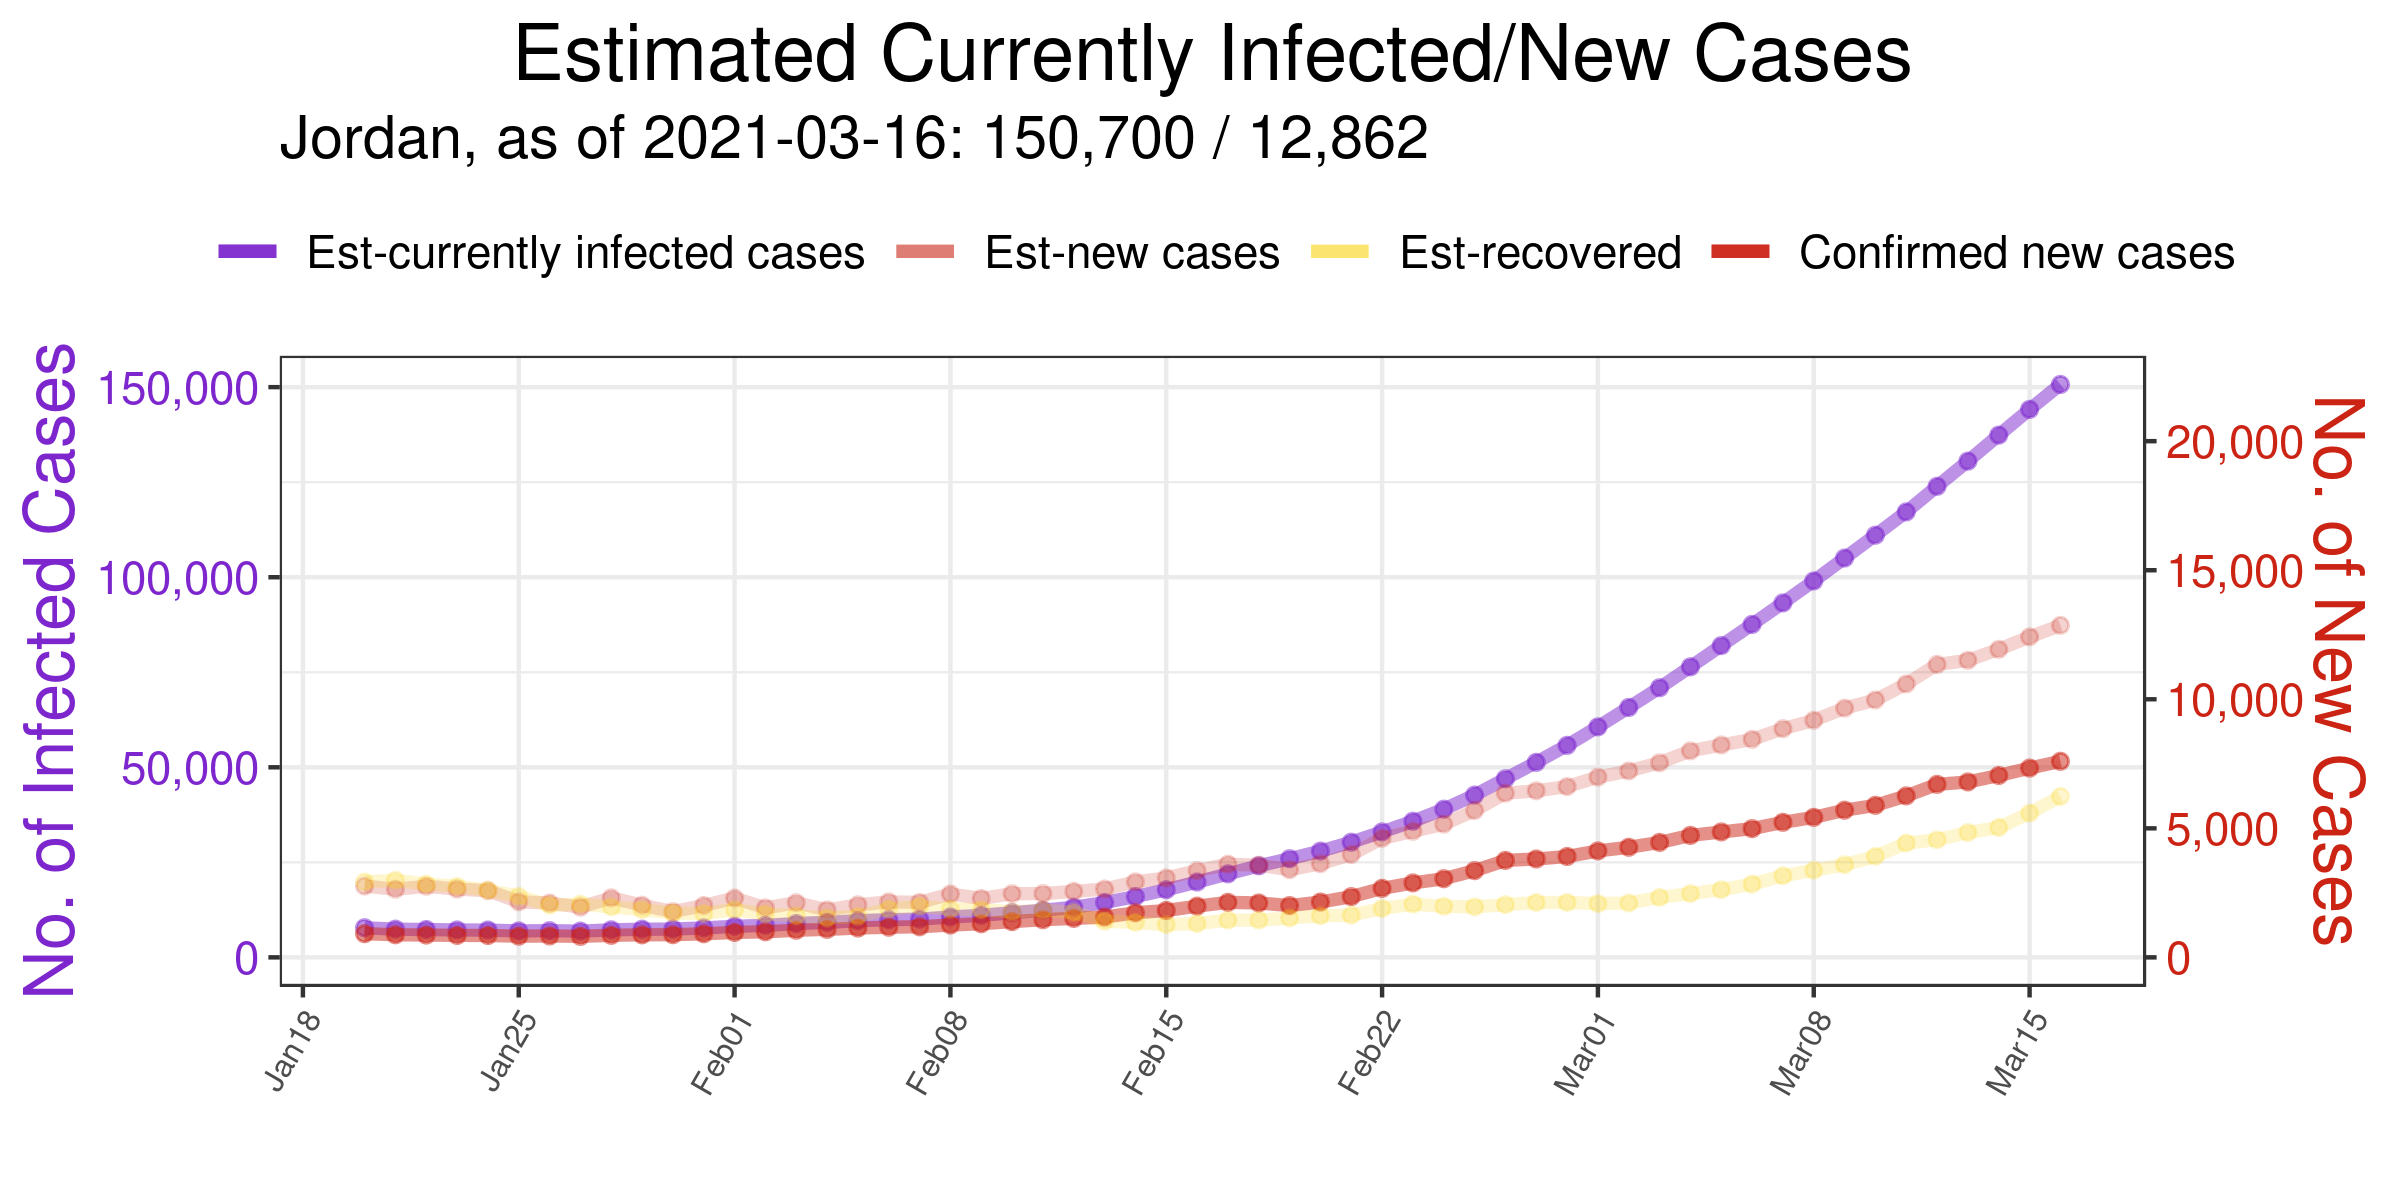 Estimated Currently Infected/New Cases
Jordan, as of 2021-03-16: 150,700 / 12,862
Est-currently infected cases Est-new cases Est-recovered Confirmed new cases
No. of Infected Cases
150,000
100,000
50,000
0
20,000
15,000
10,000
5,000
0
No. of New Cases
Jan18 Jan25 Feb01 Feb08 Feb15 Feb22 Mar01 Mar08 Mar15